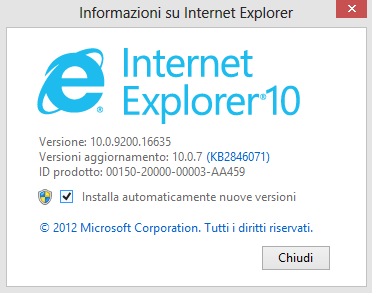 Informazioni su Internet Explorer
Internet
Explorer®10
Versione: 10.0.9200.16635
Versioni aggiornamento: 10.0.7 (KB2846071)
ID prodotto: 00150-20000-00003-AA459
Installa automaticamente nuove versioni
© 2012 Microsoft Corporation. Tutti i diritti riservati.
Chiudi